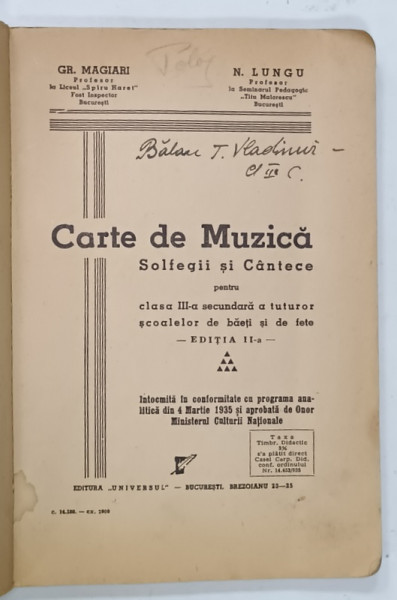 GR. MAGIARI
Profesor
la Liceul „Spiru Haret"
Fost Inspector
București
N. LUNGU
Profesor
la Seminarul Pedagogic
„Titu Maiorescu"
București
Bălan T. Vladimir –
Cl III C.
Carte de Muzică
Solfegii și Cântece
pentru
clasa III-a secundară a tuturor
școalelor de băeți și de fete
— EDIȚIA II-a —
Intocmită în conformitate cu programa ana-
litică din 4 Martie 1935 și aprobată de Onor
Ministerul Culturii Naționale
Taxa
Timbr. Didactic
s'a plătit direct
Casei Corp. Did.
conf. ordinului
EDITURA „UNIVERSUL" — BUCUREȘTI. BREZOIANU 23—25